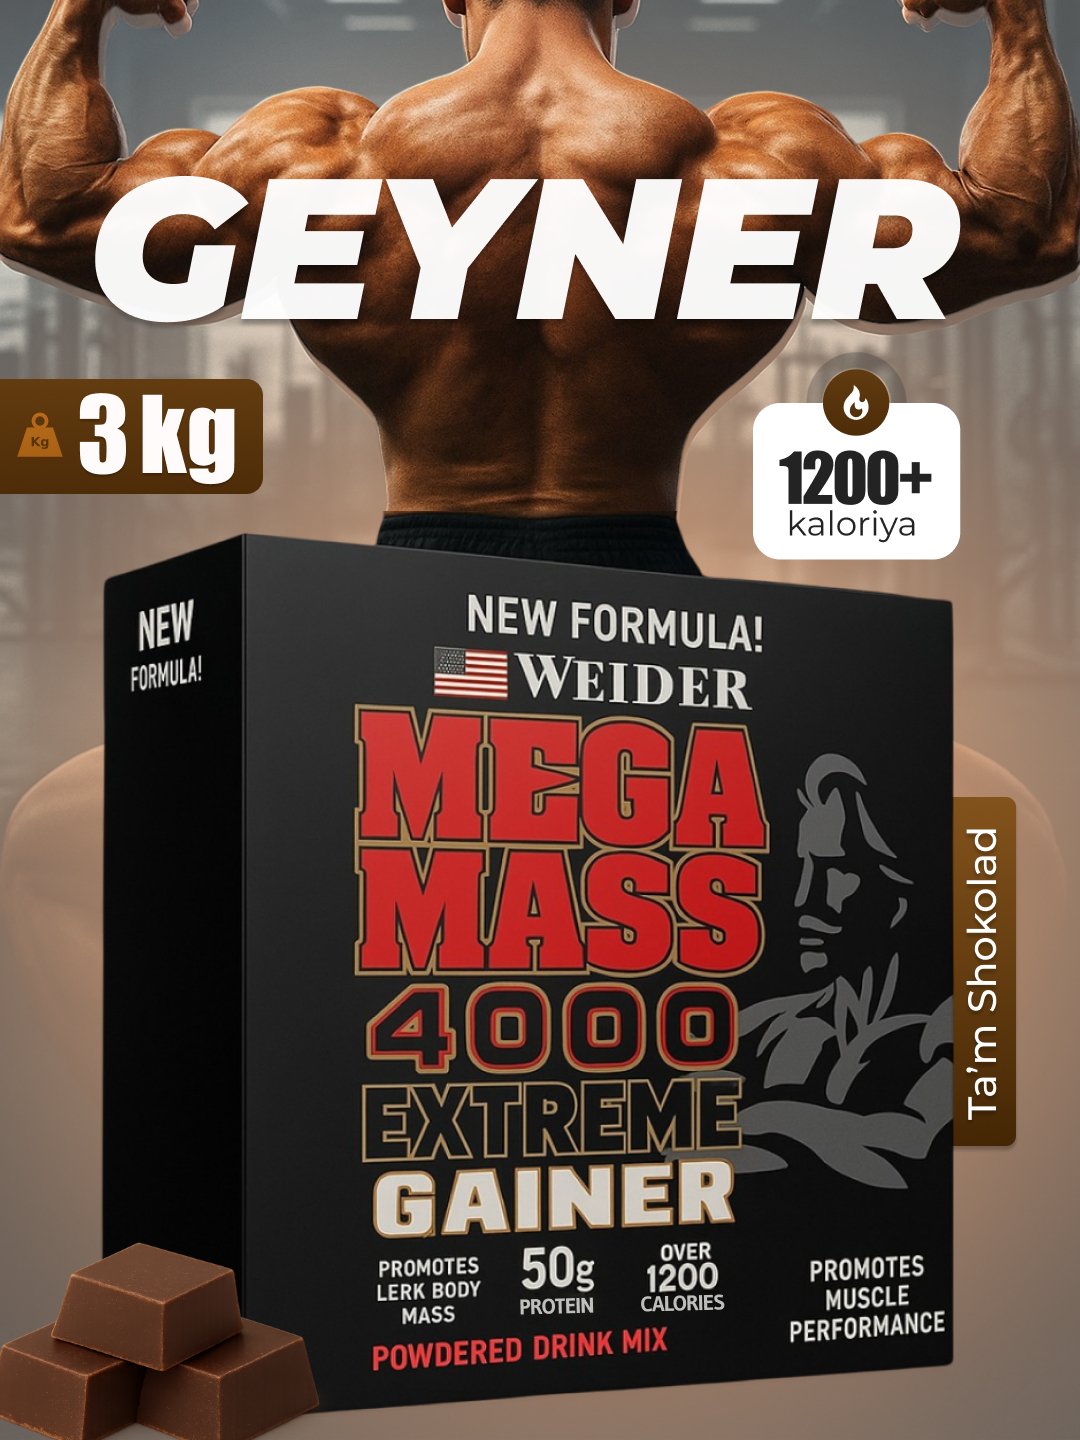 GEYNER
Kg
3 kg
1200+
kaloriya
NEW
FORMULA!
NEW FORMULA!
WEIDER
MEGA
MASS
4000
EXTREME
GAINER
PROMOTES
LERK BODY
MASS
50g
PROTEIN
OVER
1200
CALORIES
PROMOTES
MUSCLE
PERFORMANCE
POWDERED DRINK MIX
Ta'm Shokolad